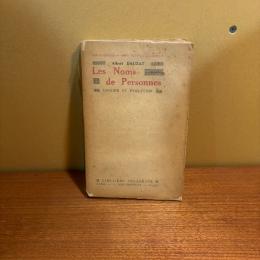 Albert DAUZAT
Les Noms
de Personnes
ORIGINE ET ÉVOLUTION
LIBRAIRIE DELAGRAVE